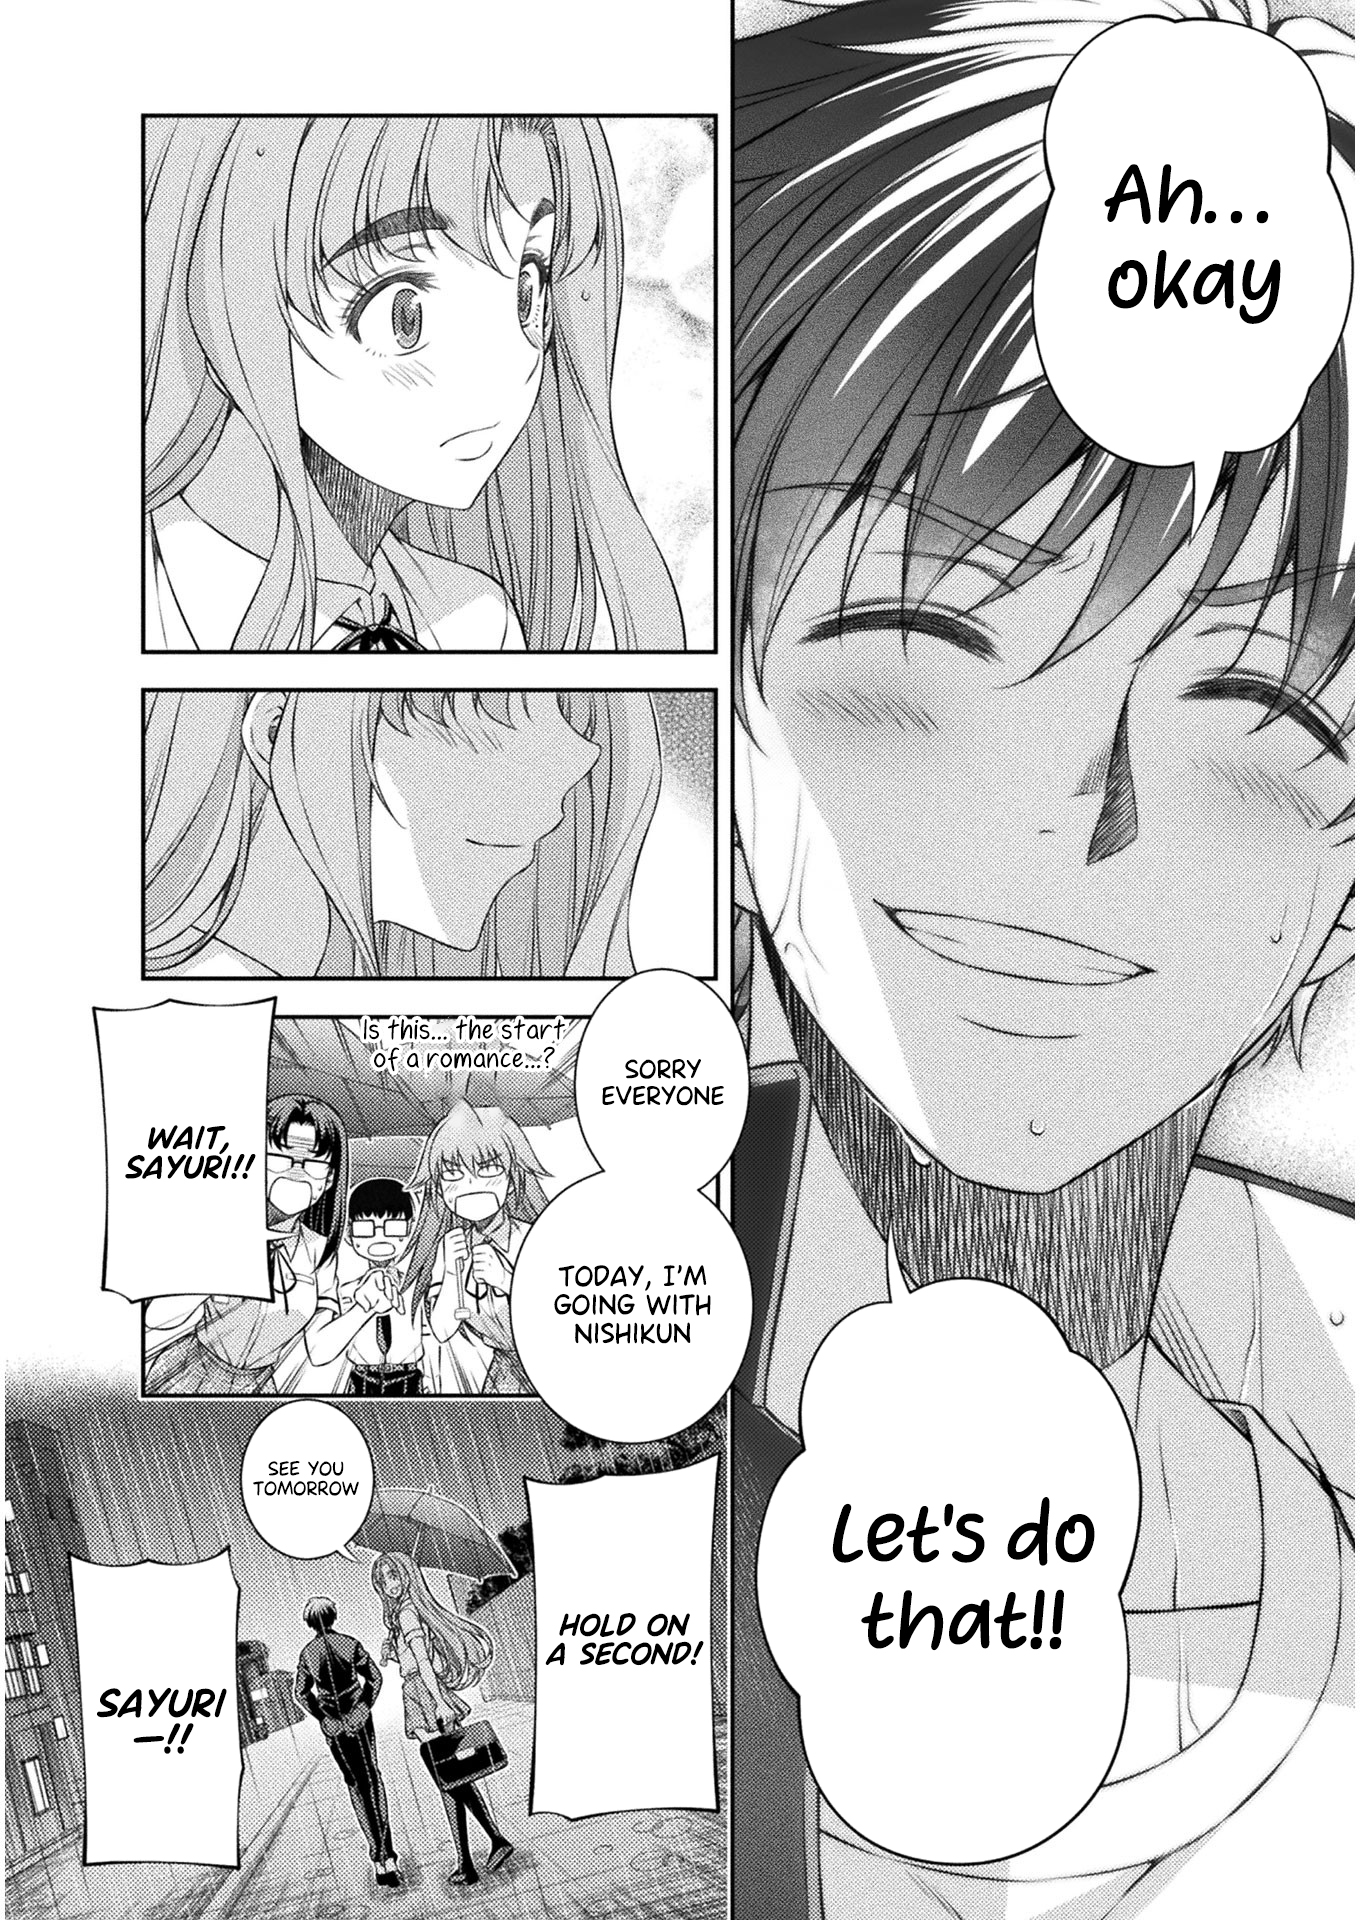 Ah...
okay
Let's do
that!!
SORRY
EVERYONE
TODAY, I'M
GOING WITH
NISHIKUN
Is this... the start
of a romance...?
WAIT,
SAYURI!!
HOLD ON
A SECOND!
SEE YOU
TOMORROW
SAYURI
—!!